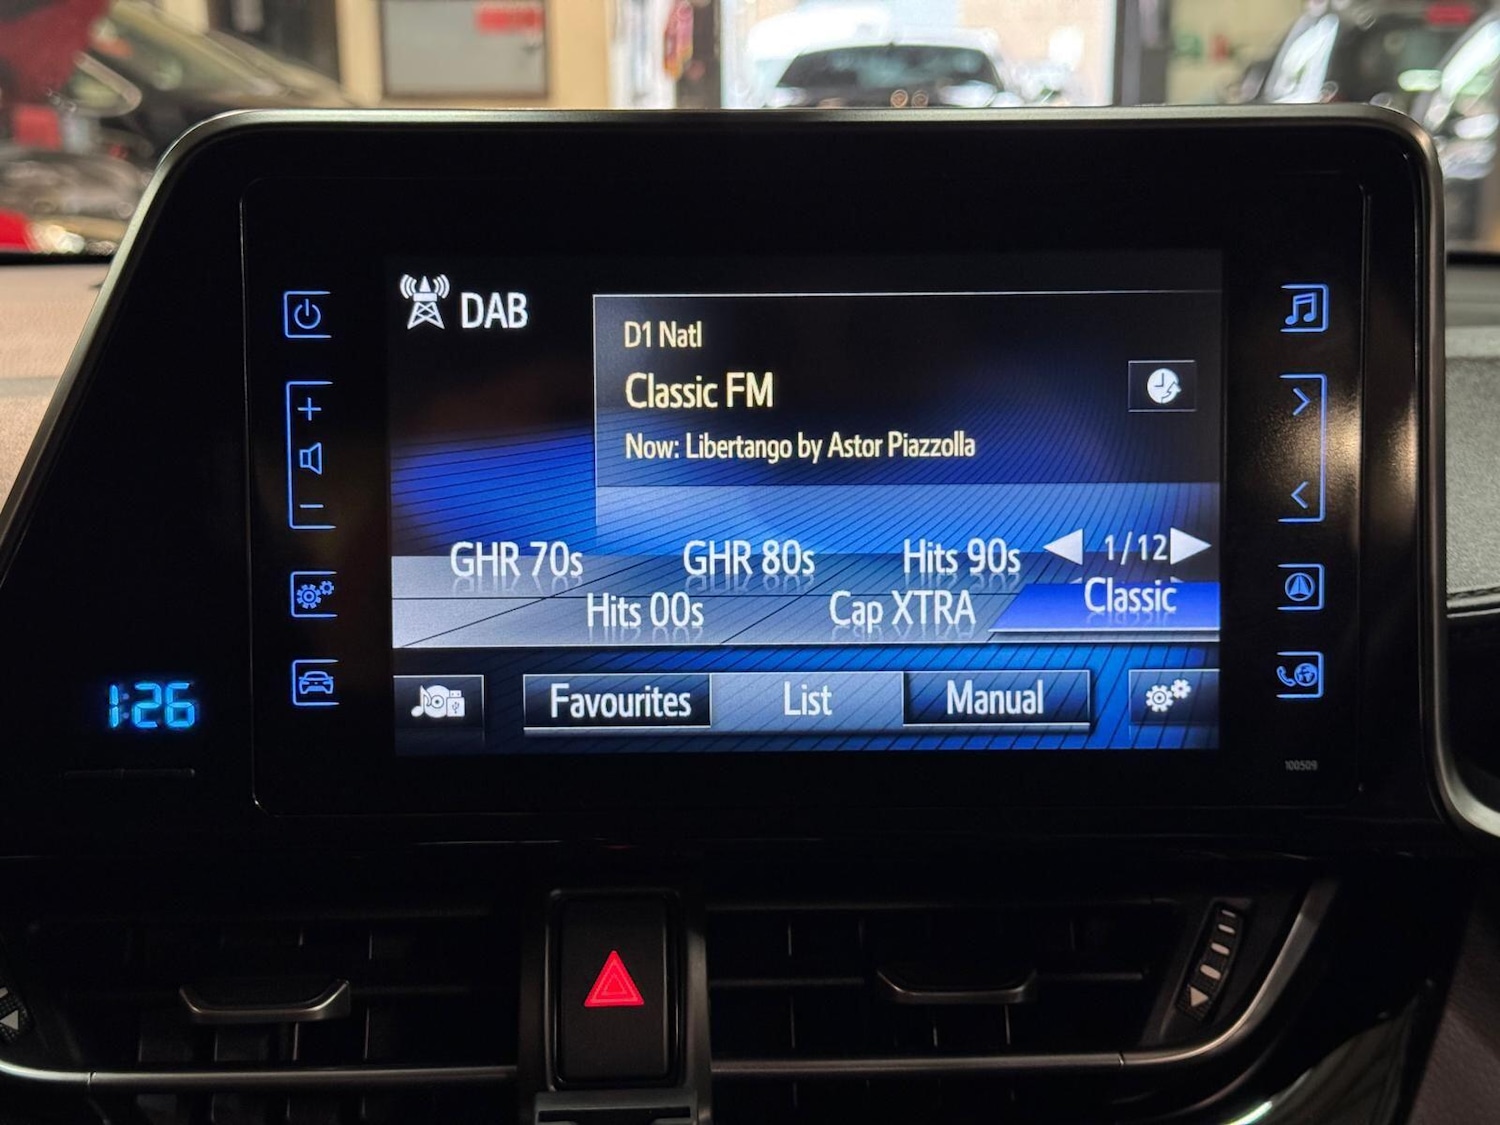 DAB
D1 Natl
Classic FM
Now: Libertango by Astor Piazzolla
GHR 70s GHR 80s Hits 90s 1/12
Hits 00s Cap XTRA Classic
Favourites List Manual
1:26
100509